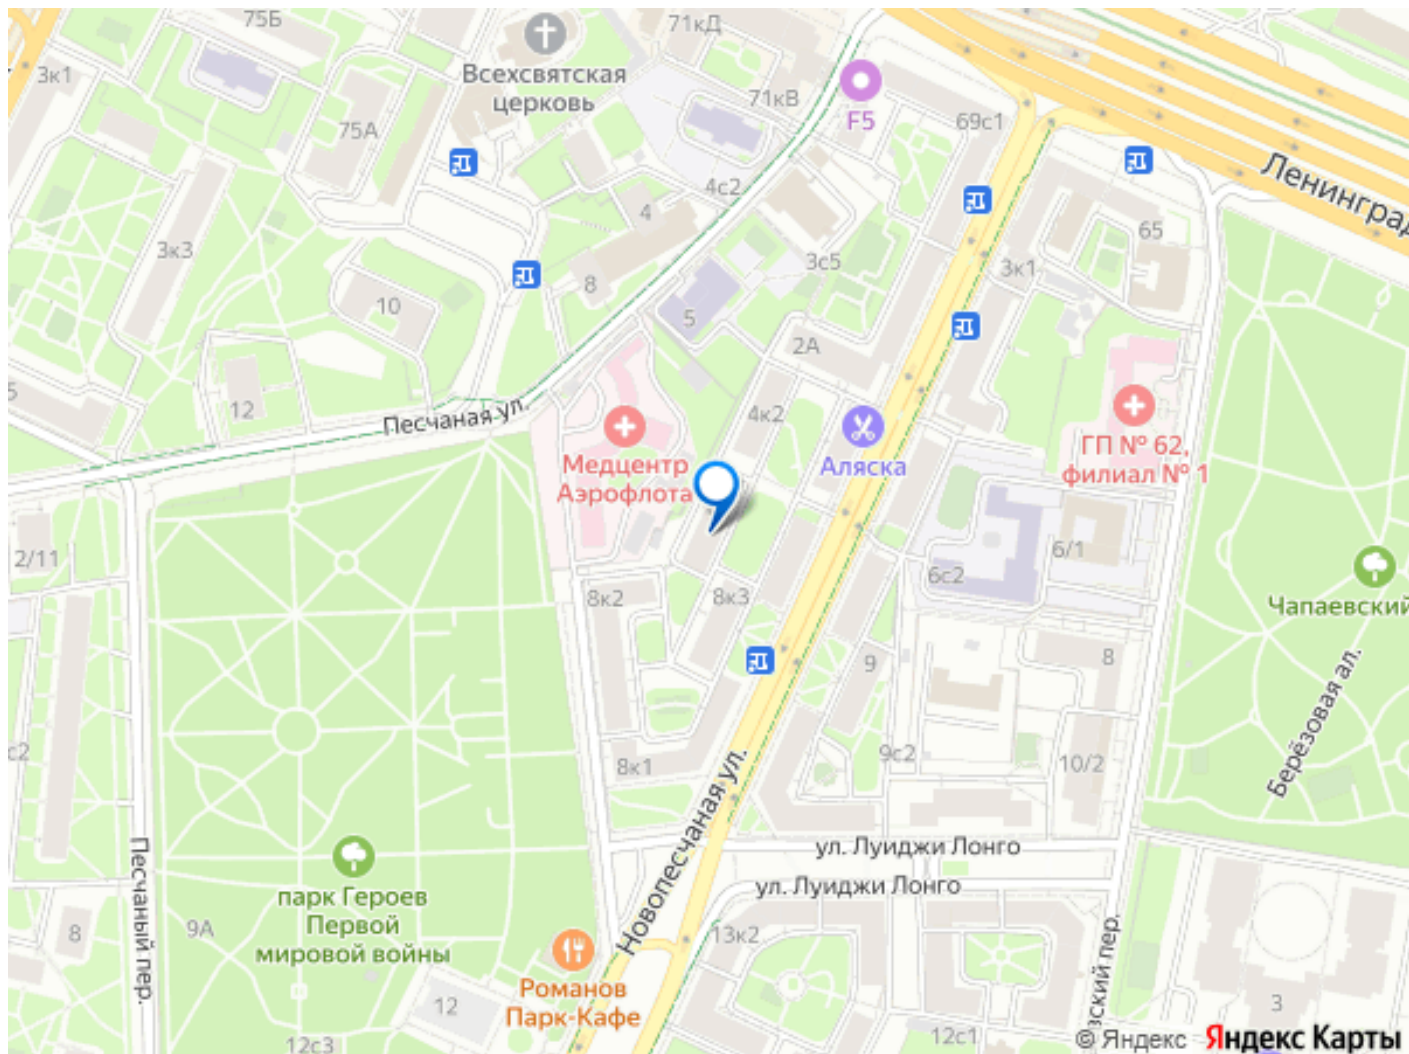 75Б
71кД
3к1
Всехсвятская
церковь
71кВ
F5
69с1
75А
Ленинград
4с2
4
65
3к3
3с5
3к1
8
10
5
2А
12
Песчаная ул.
4к2
Медцентр
Аэрофлота
Аляска
ГП № 62,
филиал № 1
2/11
6/1
6с2
8к2
8к3
Чапаевский
9
8
Берёзовая ал.
с2
8к1
9с2
10/2
Новопесчаная ул.
ул. Луиджи Лонго
ул. Луиджи Лонго
Песчаный пер.
парк Героев
Первой
мировой войны
9А
8
13к2
вский пер.
Романов
Парк-Кафе
12
3
12с3
12с1
© Яндекс Яндекс Карты